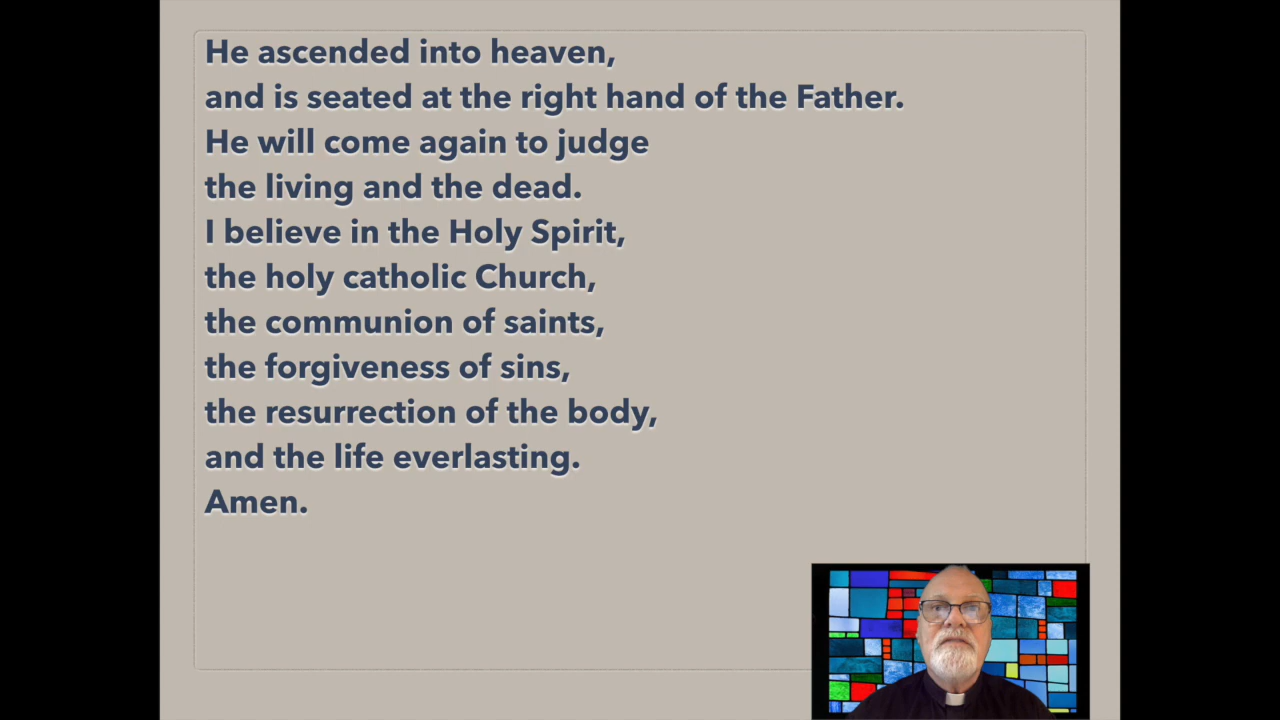 He ascended into heaven,
and is seated at the right hand of the Father.
He will come again to judge
the living and the dead.
I believe in the Holy Spirit,
the holy catholic Church,
the communion of saints,
the forgiveness of sins,
the resurrection of the body,
and the life everlasting.
Amen.